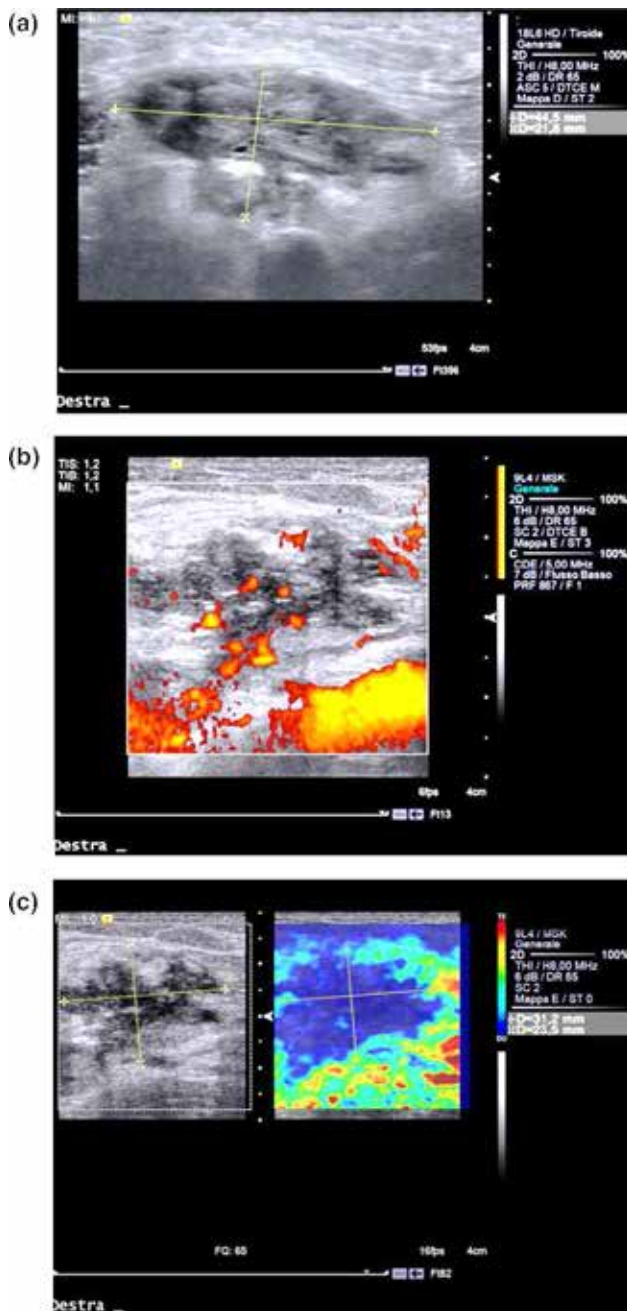 (a)
18L6 HD / Tiroide
Generale
2D 100%
THI / H8,00 MHz
2 dB / DR 65
ASC 5 / DTCE M
Mappa D / ST 2
D=44,5 mm
D=21,8 mm
A
53fps 4cm
Destra _
(b)
TIS: 1,2
TIB: 1,2
MI: 1,1
9L4 / MSK
Generale
2D 100%
THI / H8,00 MHz
6 dB / DR 65
SC 2 / DTCE B
Mappa E / ST 3
C 100%
CDE / 5,00 MHz
7 dB / Flusso Basso
PRF 867 / F 1
6fps 4cm
Ft13
Destra _
(c)
9L4 / MSK
Generale
2D 100%
THI / H8,00 MHz
6 dB / DR 65
SC 2
Mappa E / ST 0
D=31,2 mm
D=23,5 mm
FQ: 65 16fps 4cm
Destra _